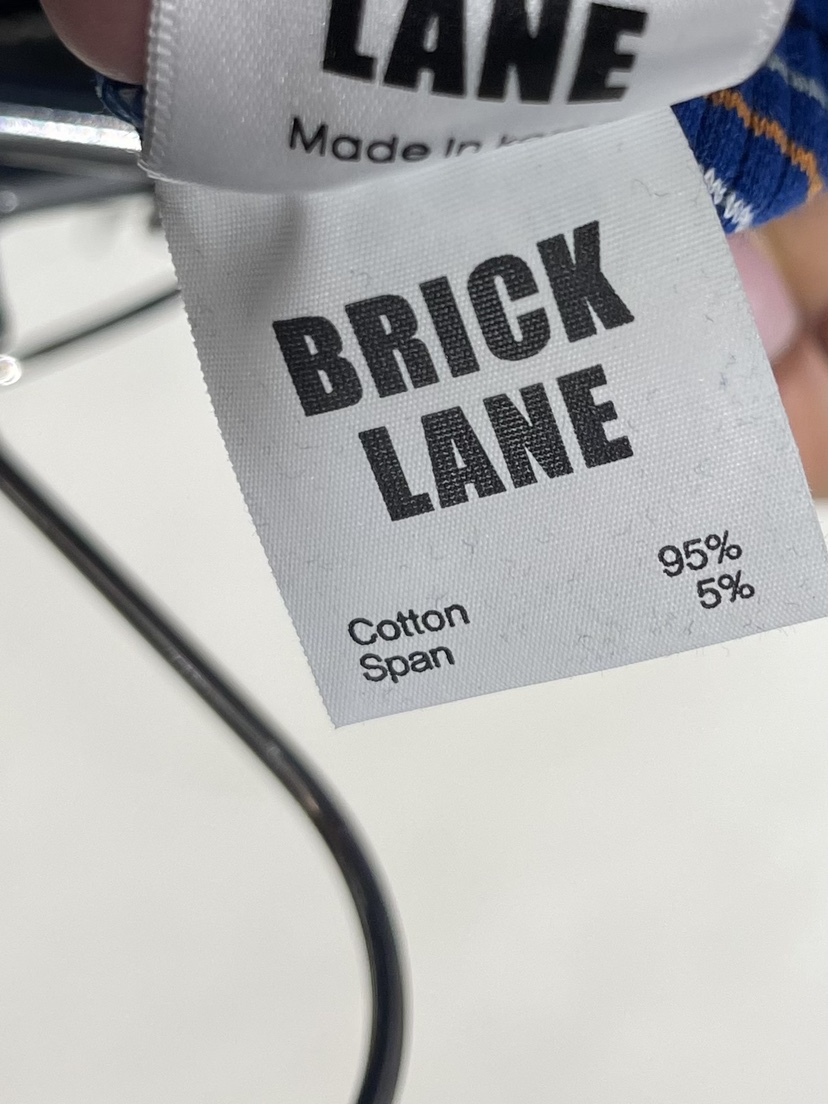 LANE
Made In
BRICK
LANE
Cotton 95%
Span 5%